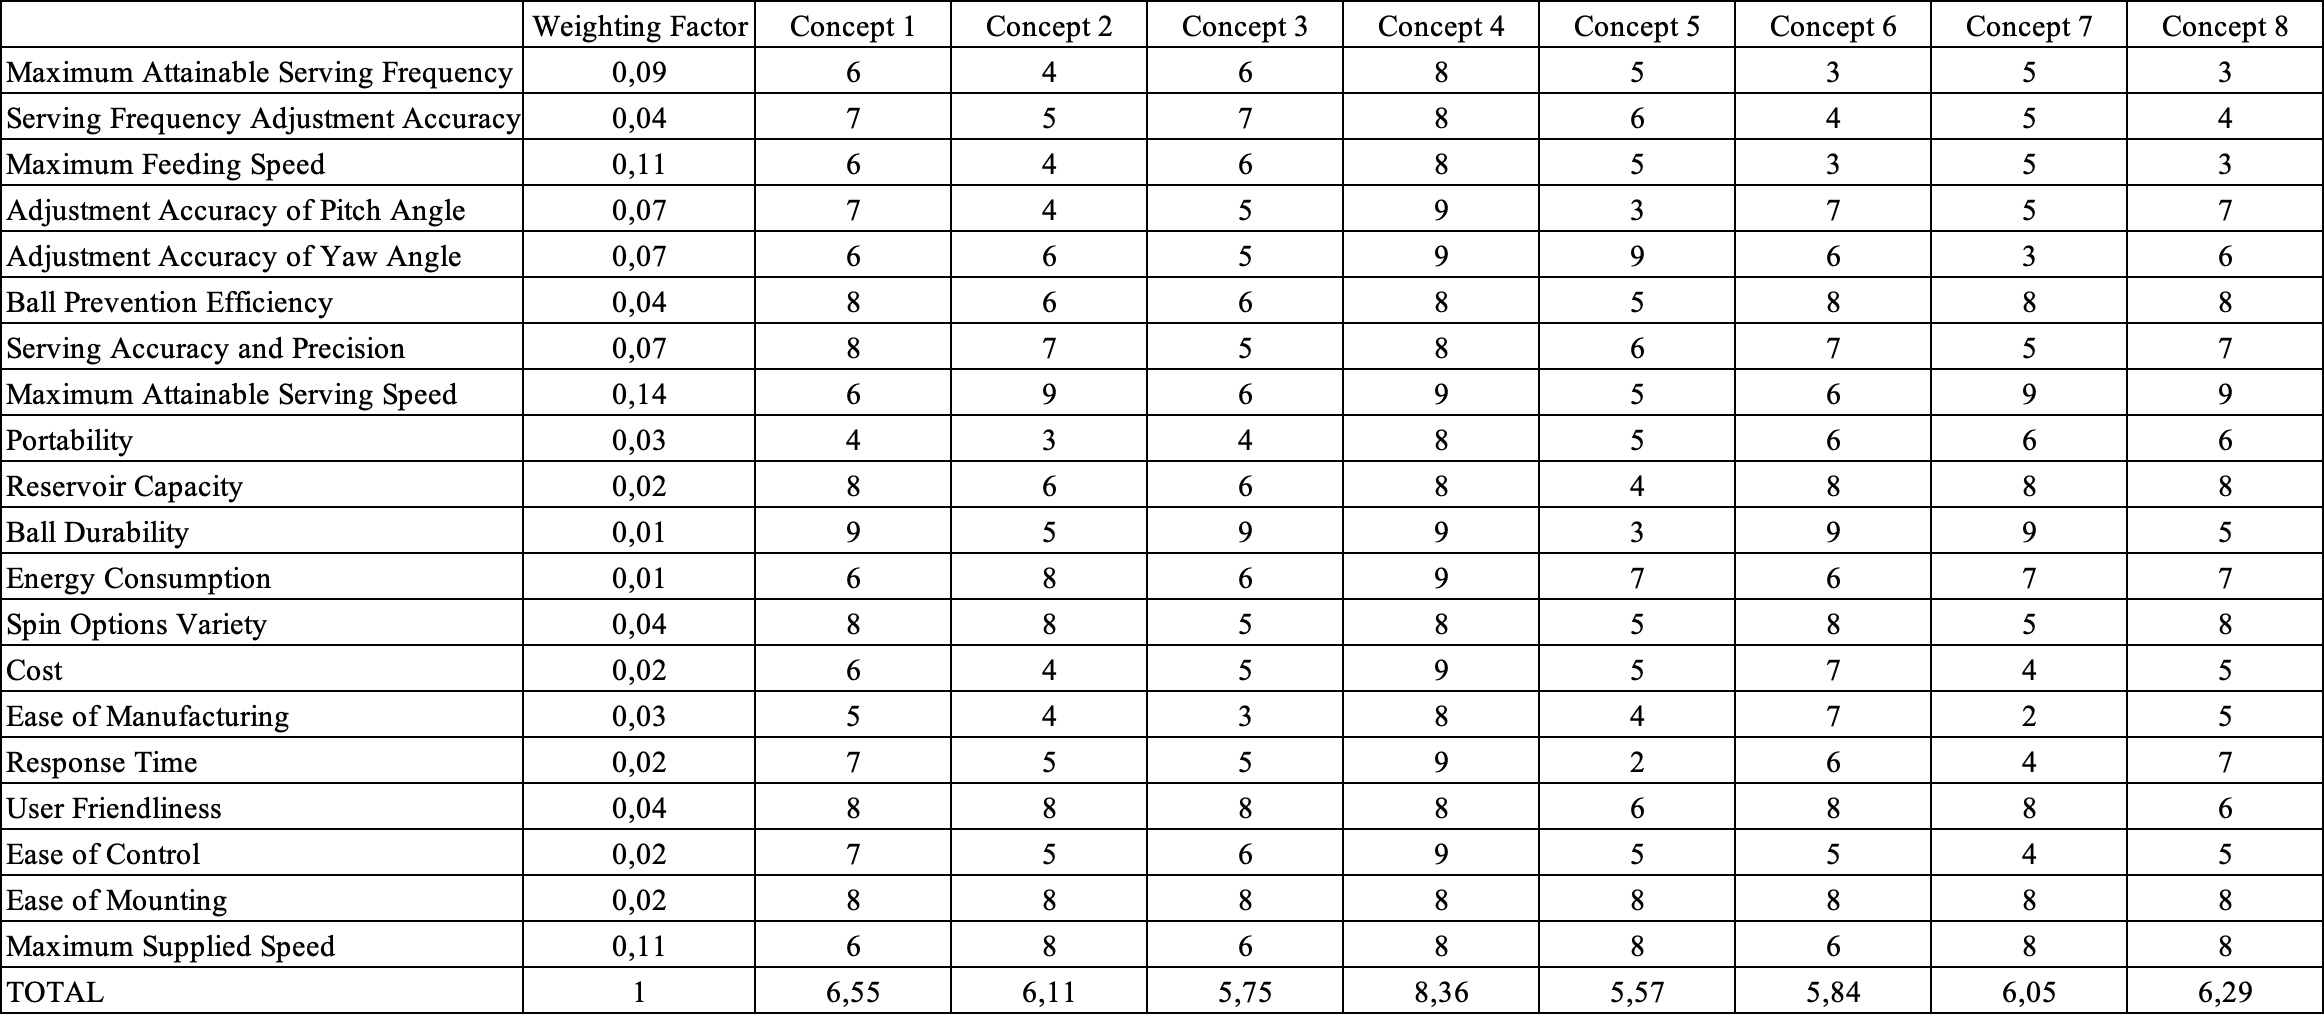 Weighting Factor Concept 1 Concept 2 Concept 3 Concept 4 Concept 5 Concept 6 Concept 7 Concept 8
Maximum Attainable Serving Frequency 0,09 6 4 6 8 5 3 5 3
Serving Frequency Adjustment Accuracy 0,04 7 5 7 8 6 4 5 4
Maximum Feeding Speed 0,11 6 4 6 8 5 3 5 3
Adjustment Accuracy of Pitch Angle 0,07 7 4 5 9 3 7 5 7
Adjustment Accuracy of Yaw Angle 0,07 6 6 5 9 9 6 3 6
Ball Prevention Efficiency 0,04 8 6 6 8 5 8 8 8
Serving Accuracy and Precision 0,07 8 7 5 8 6 7 5 7
Maximum Attainable Serving Speed 0,14 6 9 6 9 5 6 9 9
Portability 0,03 4 3 4 8 5 6 6 6
Reservoir Capacity 0,02 8 6 6 8 4 8 8 8
Ball Durability 0,01 9 5 9 9 3 9 9 5
Energy Consumption 0,01 6 8 6 9 7 6 7 7
Spin Options Variety 0,04 8 8 5 8 5 8 5 8
Cost 0,02 6 4 5 9 5 7 4 5
Ease of Manufacturing 0,03 5 4 3 8 4 7 2 5
Response Time 0,02 7 5 5 9 2 6 4 7
User Friendliness 0,04 8 8 8 8 6 8 8 6
Ease of Control 0,02 7 5 6 9 5 5 4 5
Ease of Mounting 0,02 8 8 8 8 8 8 8 8
Maximum Supplied Speed 0,11 6 8 6 8 8 6 8 8
TOTAL 1 6,55 6,11 5,75 8,36 5,57 5,84 6,05 6,29